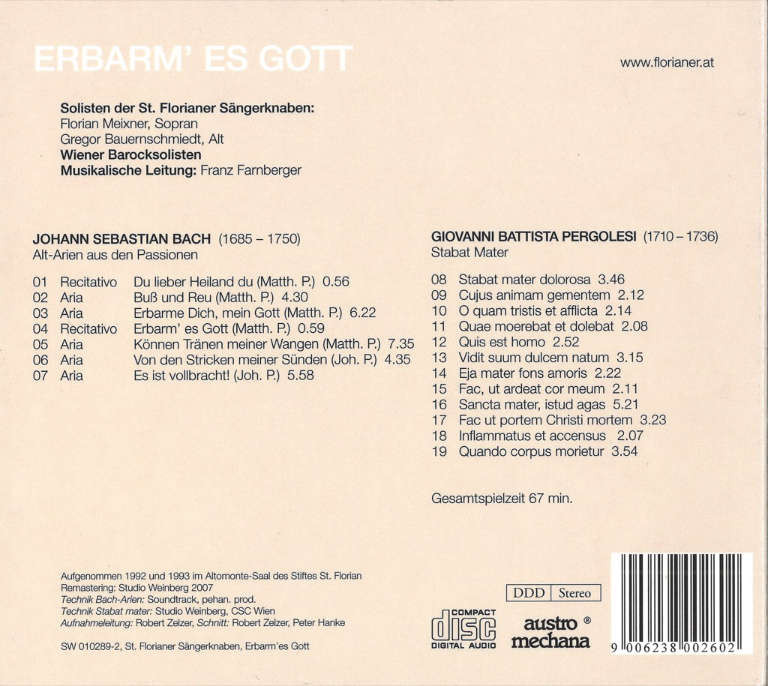 ERBARM' ES GOTT
www.florianer.at
Solisten der St. Florianer Sängerknaben:
Florian Meixner, Sopran
Gregor Bauernschmiedt, Alt
Wiener Barocksolisten
Musikalische Leitung: Franz Farnberger
JOHANN SEBASTIAN BACH (1685 – 1750)
Alt-Arien aus den Passionen
01 Recitativo Du lieber Heiland du (Matth. P.) 0.56
02 Aria Buß und Reu (Matth. P.) 4.30
03 Aria Erbarme Dich, mein Gott (Matth. P.) 6.22
04 Recitativo Erbarm' es Gott (Matth. P.) 0.59
05 Aria Können Tränen meiner Wangen (Matth. P.) 7.35
06 Aria Von den Stricken meiner Sünden (Joh. P.) 4.35
07 Aria Es ist vollbracht! (Joh. P.) 5.58
GIOVANNI BATTISTA PERGOLESI (1710 – 1736)
Stabat Mater
08 Stabat mater dolorosa 3.46
09 Cujus animam gementem 2.12
10 O quam tristis et afflicta 2.14
11 Quae moerebat et dolebat 2.08
12 Quis est homo 2.52
13 Vidit suum dulcem natum 3.15
14 Eja mater fons amoris 2.22
15 Fac, ut ardeat cor meum 2.11
16 Sancta mater, istud agas 5.21
17 Fac ut portem Christi mortem 3.23
18 Inflammatus et accensus 2.07
19 Quando corpus morietur 3.54
Gesamtspielzeit 67 min.
Aufgenommen 1992 und 1993 im Altomonte-Saal des Stiftes St. Florian
Remastering: Studio Weinberg 2007
Technik Bach-Arien: Soundtrack, pehan. prod.
Technik Stabat mater: Studio Weinberg, CSC Wien
Aufnahmeleitung: Robert Zelzer, Schnitt: Robert Zelzer, Peter Hanke
SW 010289-2, St. Florianer Sängerknaben, Erbarm'es Gott
DDD Stereo
COMPACT
disc
DIGITAL AUDIO
austro ®
mechana
9 006238 002602